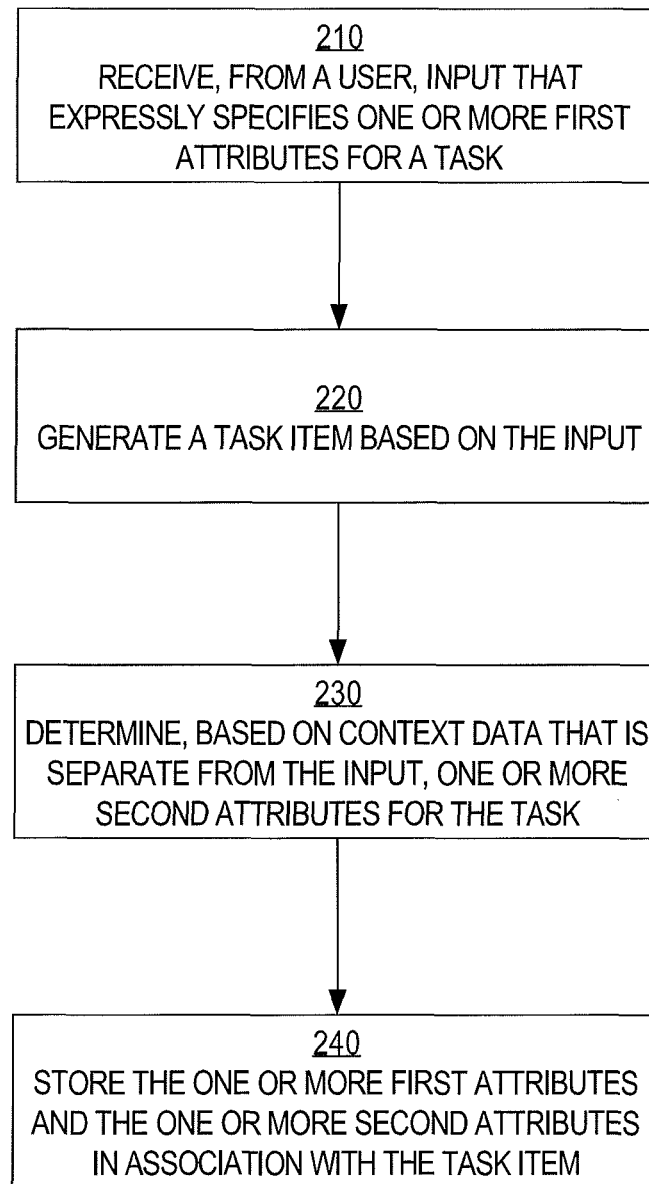 210
RECEIVE, FROM A USER, INPUT THAT
EXPRESSLY SPECIFIES ONE OR MORE FIRST
ATTRIBUTES FOR A TASK
220
GENERATE A TASK ITEM BASED ON THE INPUT
230
DETERMINE, BASED ON CONTEXT DATA THAT IS
SEPARATE FROM THE INPUT, ONE OR MORE
SECOND ATTRIBUTES FOR THE TASK
240
STORE THE ONE OR MORE FIRST ATTRIBUTES
AND THE ONE OR MORE SECOND ATTRIBUTES
IN ASSOCIATION WITH THE TASK ITEM